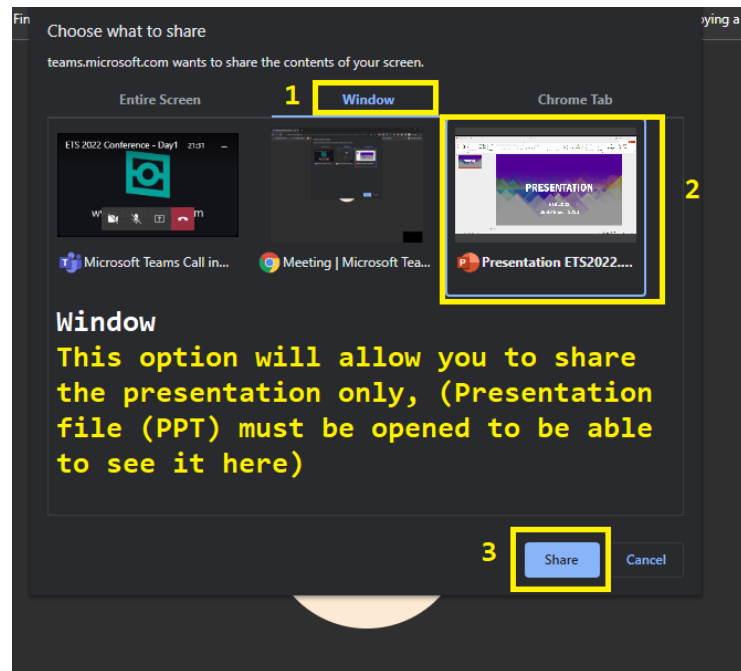 Fin
oying a
Choose what to share
teams.microsoft.com wants to share the contents of your screen.
Entire Screen
1
Window
Chrome Tab
ETS 2022 Conference - Day1 21:31
PRESENTATION
2
Microsoft Teams Call in...
Meeting | Microsoft Tea...
Presentation ETS2022....
Window
This option will allow you to share
the presentation only, (Presentation
file (PPT) must be opened to be able
to see it here)
3
Share
Cancel